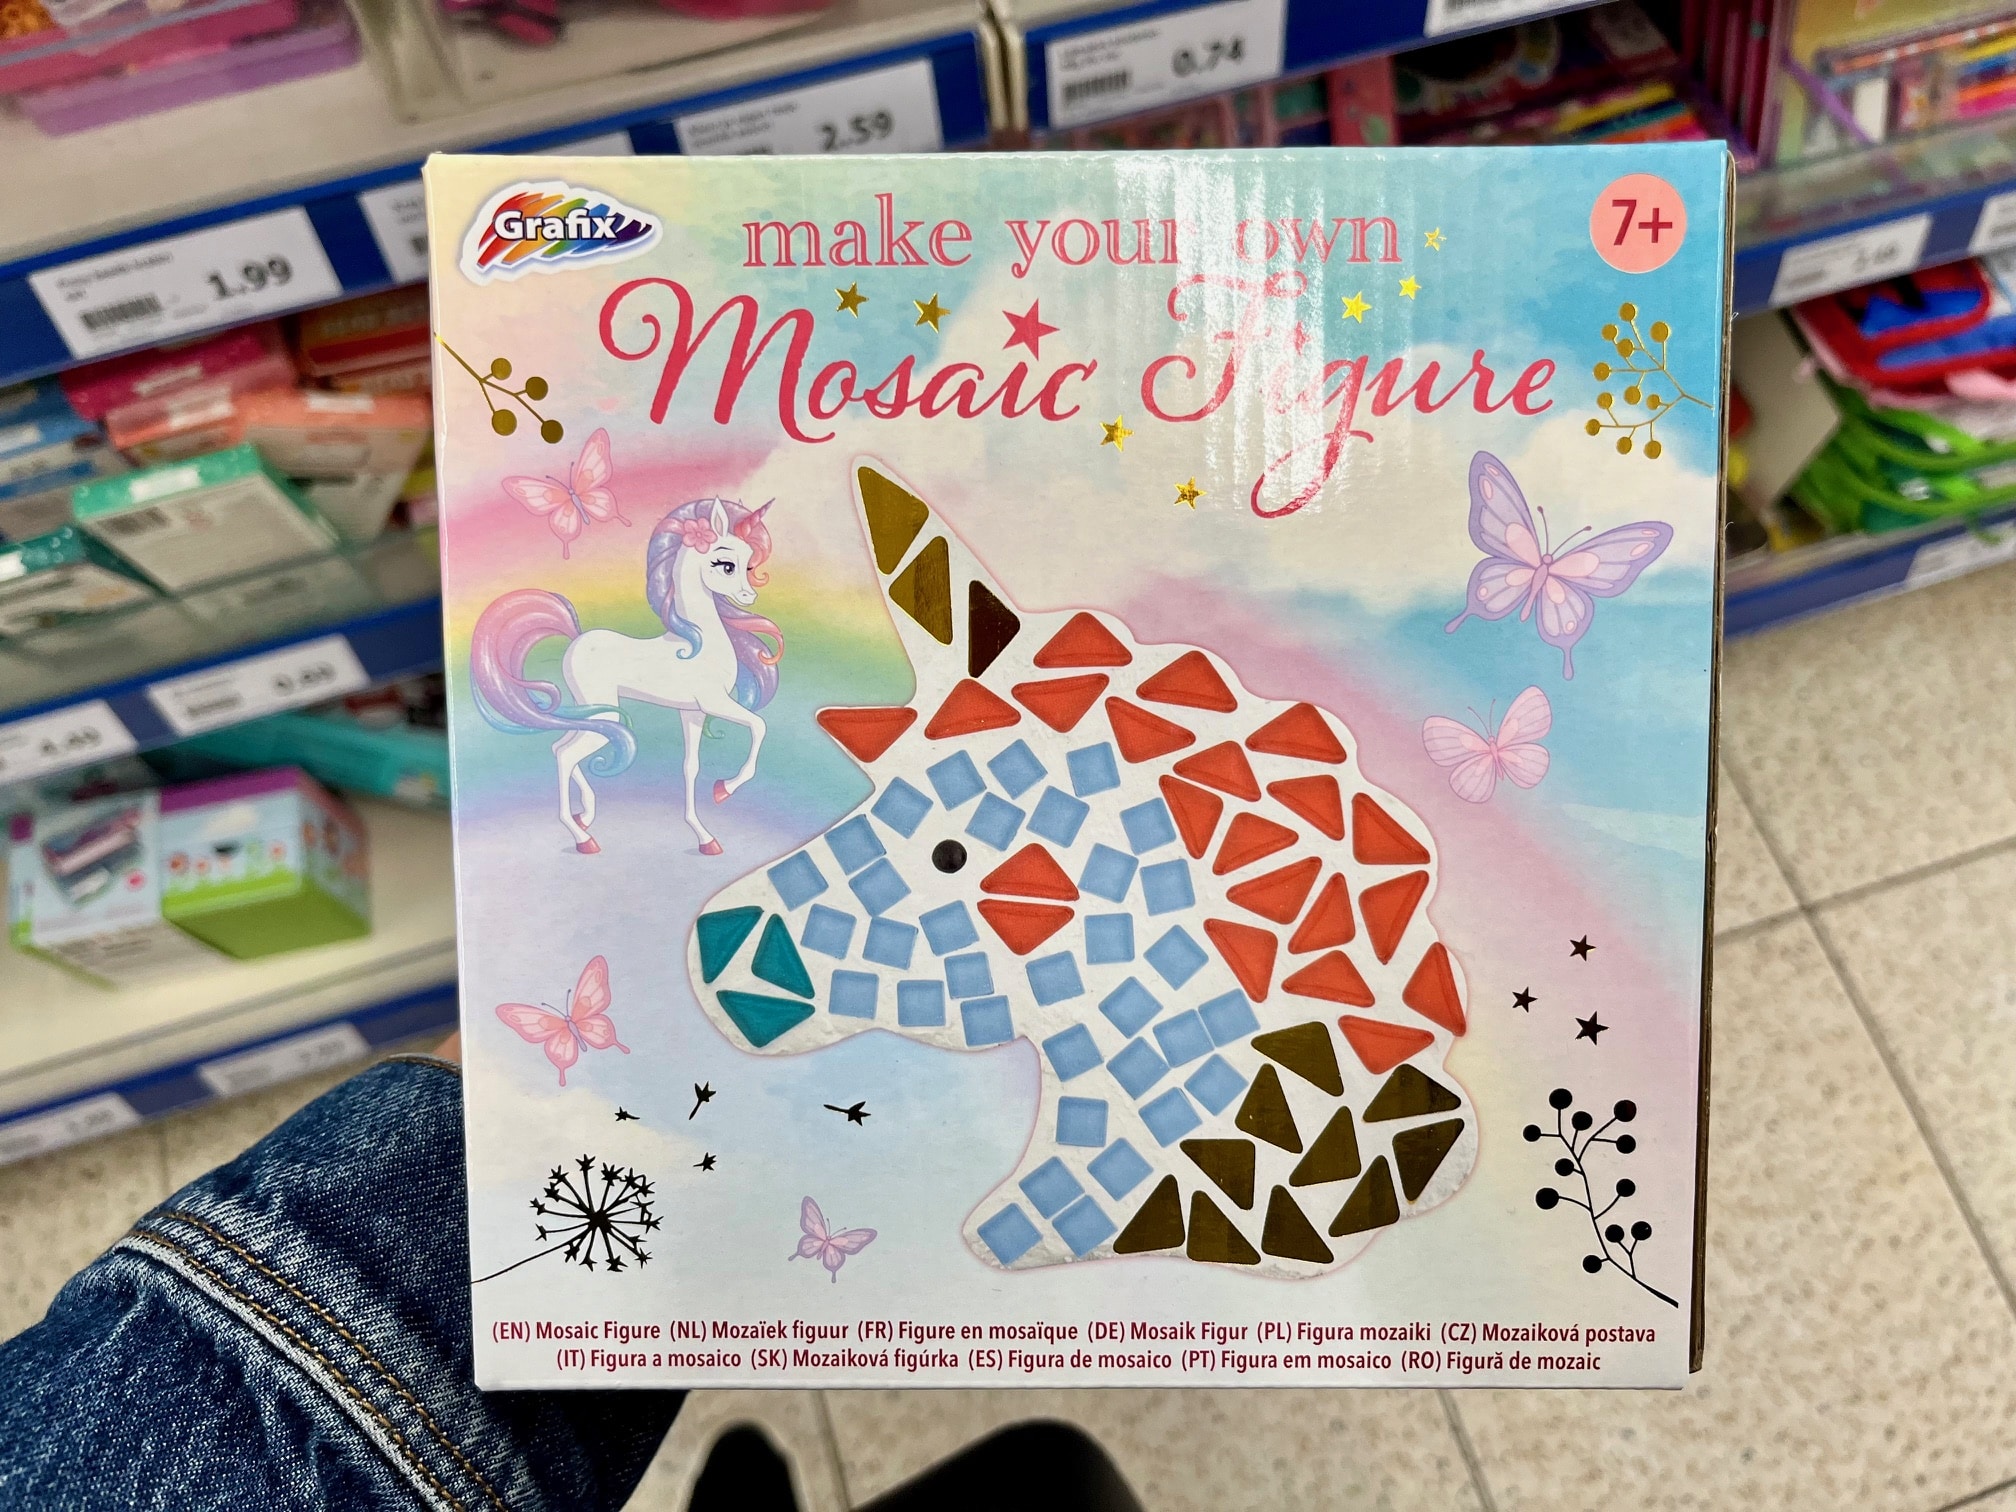 0.74
2.59
1.99
Grafix
make your own
7+
Mosaic Figure
(EN) Mosaic Figure (NL) Mozaïek figuur (FR) Figure en mosaïque (DE) Mosaik Figur (PL) Figura mozaiki (CZ) Mozaiková postava
(IT) Figura a mosaico (SK) Mozaiková figúrka (ES) Figura de mosaico (PT) Figura em mosaico (RO) Figură de mozaic